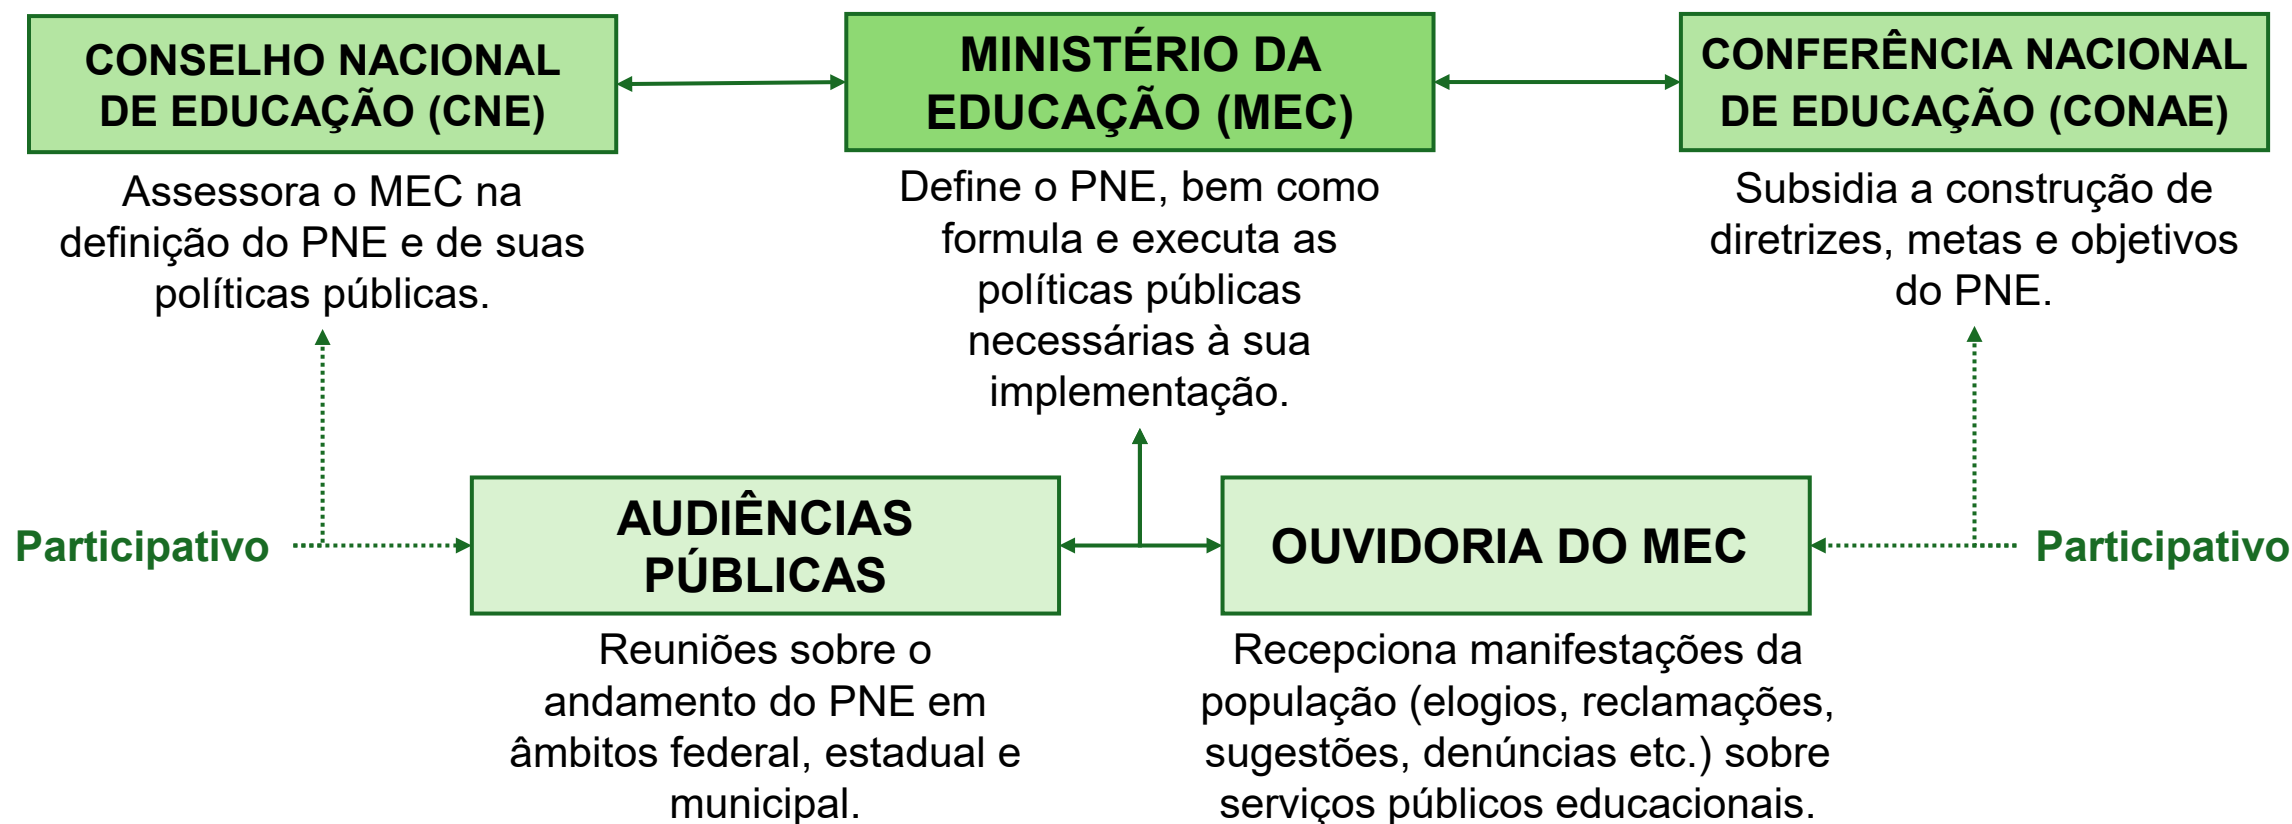 CONSELHO NACIONAL
DE EDUCAÇÃO (CNE)
Assessora o MEC na
definição do PNE e de suas
políticas públicas.
MINISTÉRIO DA
EDUCAÇÃO (MEC)
Define o PNE, bem como
formula e executa as
políticas públicas
necessárias à sua
implementação.
CONFERÊNCIA NACIONAL
DE EDUCAÇÃO (CONAE)
Subsidia a construção de
diretrizes, metas e objetivos
do PNE.
Participativo
AUDIÊNCIAS
PÚBLICAS
Reuniões sobre o
andamento do PNE em
âmbitos federal, estadual e
municipal.
OUVIDORIA DO MEC
Recepciona manifestações da
população (elogios, reclamações,
sugestões, denúncias etc.) sobre
serviços públicos educacionais.
Participativo